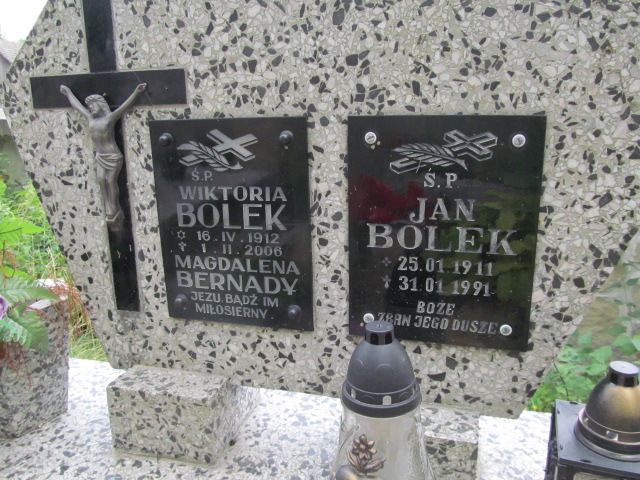 Ś.P.
WIKTORIA
BOLEK
✡ 16.IV.1912
† 1.II.2006
MAGDALENA
BERNADY
JEZU, BĄDŹ IM
MIŁOSIERNY.
Ś.P.
JAN
BOLEK
25.01.1911
31.01.1991
BOŻE
ZBAW JEGO DUSZĘ